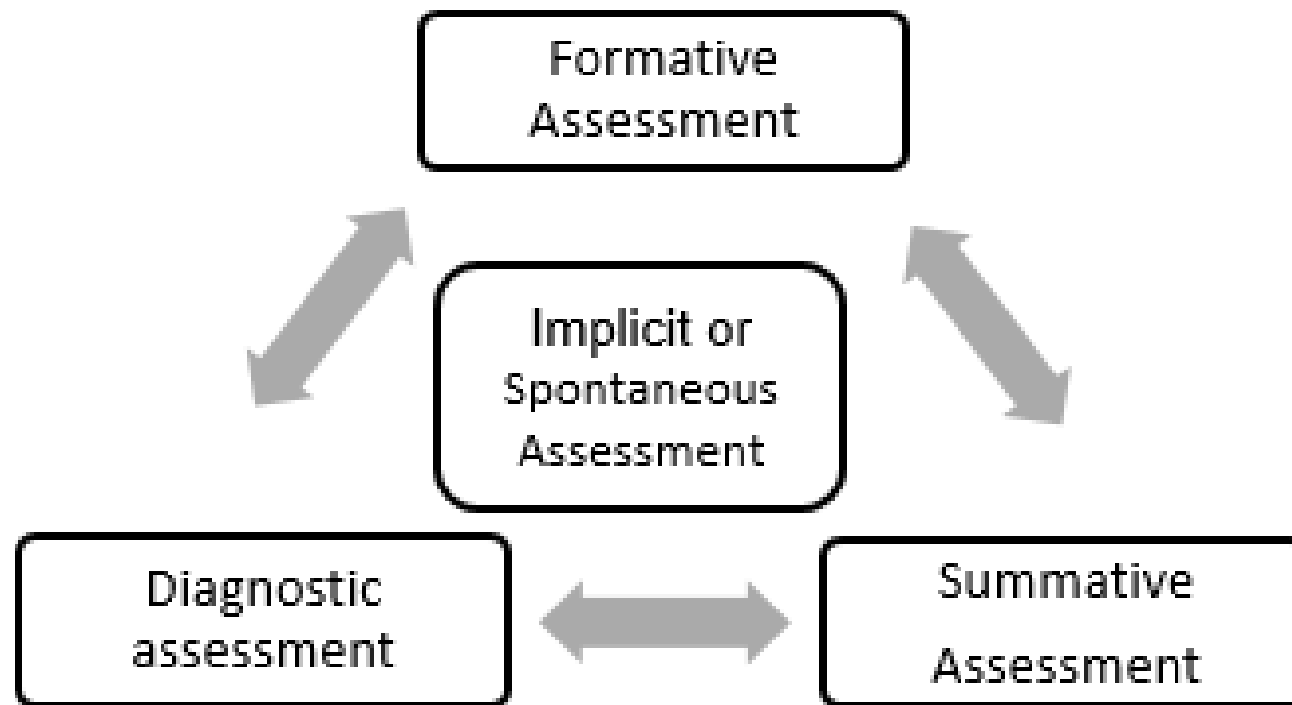 Formative
Assessment
Implicit or
Spontaneous
Assessment
Diagnostic
assessment
Summative
Assessment